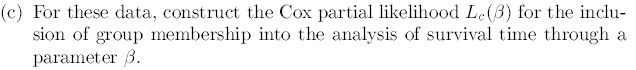 (c) For these data, construct the Cox partial likelihood L_c(β) for the inclu-
sion of group membership into the analysis of survival time through a
parameter β.